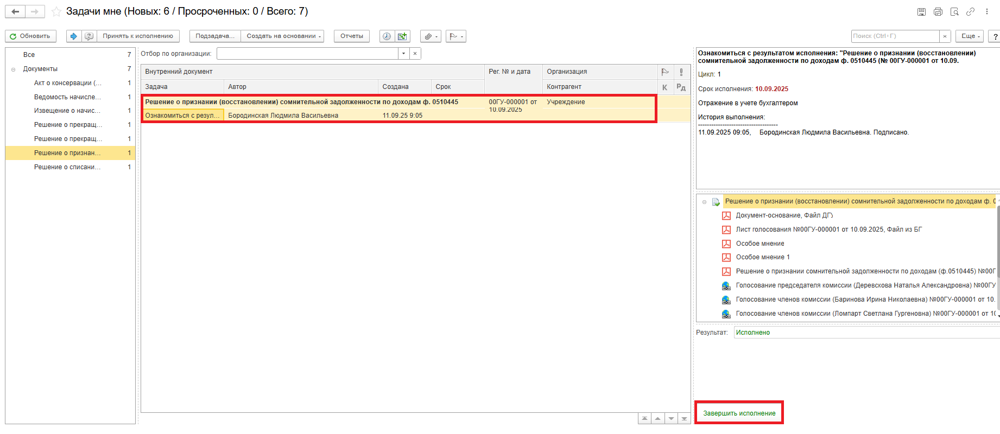 Задачи мне (Новых: 6 / Просроченных: 0 / Всего: 7)
Обновить
Принять к исполнению
Подзадача...
Создать на основании
Отчеты
Поиск (Ctrl+F)
×
Еще
?
Все 7
Документы 7
Акт о консервации (... 1
Ведомость начисле... 1
Извещение о начис... 1
Решение о прекращ... 1
Решение о прекращ... 1
Решение о признан... 1
Решение о списани... 1
Отбор по организации:
×
Внутренний документ Рег. № и дата Организация
Задача Автор Создана Срок Контрагент К Рд
Решение о признании (восстановлении) сомнительной задолженности по доходам ф. 0510445 00ГУ-000001 от 10.09.2025 Учреждение
Ознакомиться с резул... Бородинская Людмила Васильевна 11.09.25 9:05
Ознакомиться с результатом исполнения: "Решение о признании (восстановлении)
сомнительной задолженности по доходам ф. 0510445 (№ 00ГУ-000001 от 10.09.
Цикл: 1
Срок исполнения: 10.09.2025
Отражение в учете бухгалтером
История выполнения:
------------------------------------
11.09.2025 09:05, Бородинская Людмила Васильевна. Подписано.
Решение о признании (восстановлении) сомнительной задолженности по доходам ф. 0
Документ-основание, Файл ДГУ
Лист голосования №00ГУ-000001 от 10.09.2025, Файл из БГ
Особое мнение
Особое мнение 1
Решение о признании сомнительной задолженности по доходам (ф.0510445) №00Г
Голосование председателя комиссии (Деревскова Наталья Александровна) №00ГУ
Голосование членов комиссии (Баринова Ирина Николаевна) №00ГУ-000001 от 10.
Голосование членов комиссии (Ломпарт Светлана Гургеновна) №00ГУ-000001 от 10
Результат: Исполнено
Завершить исполнение